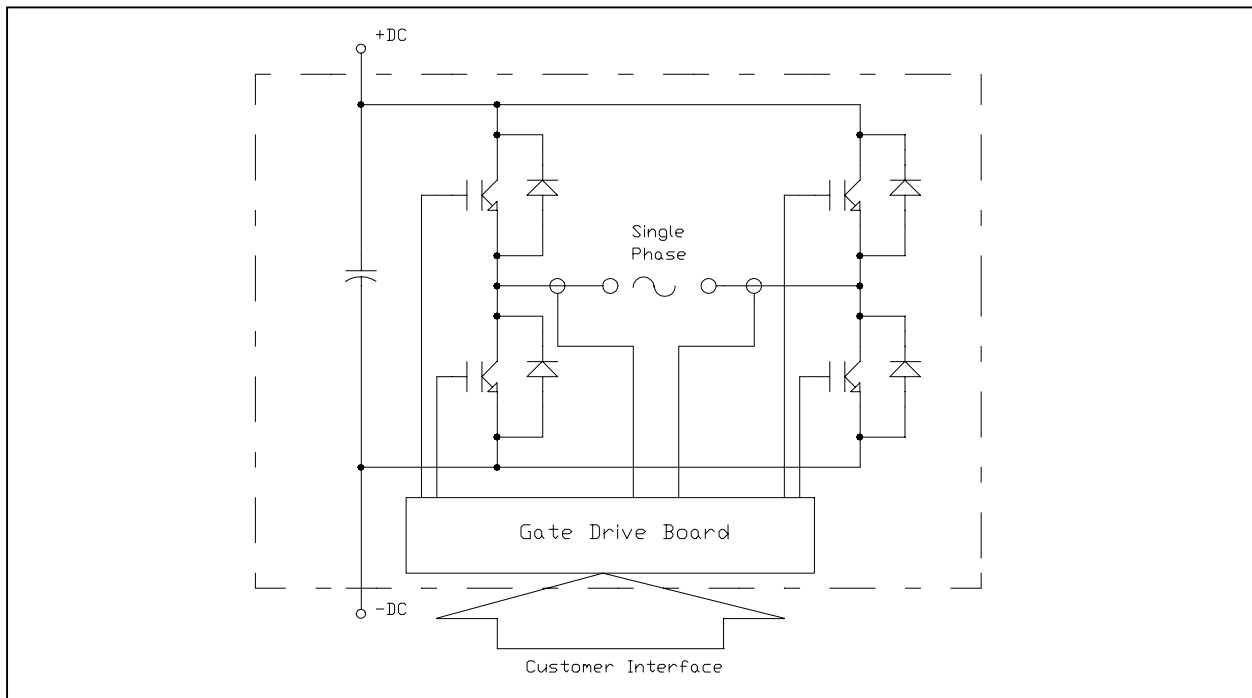 +DC
Single
Phase
Gate Drive Board
-DC
Customer Interface